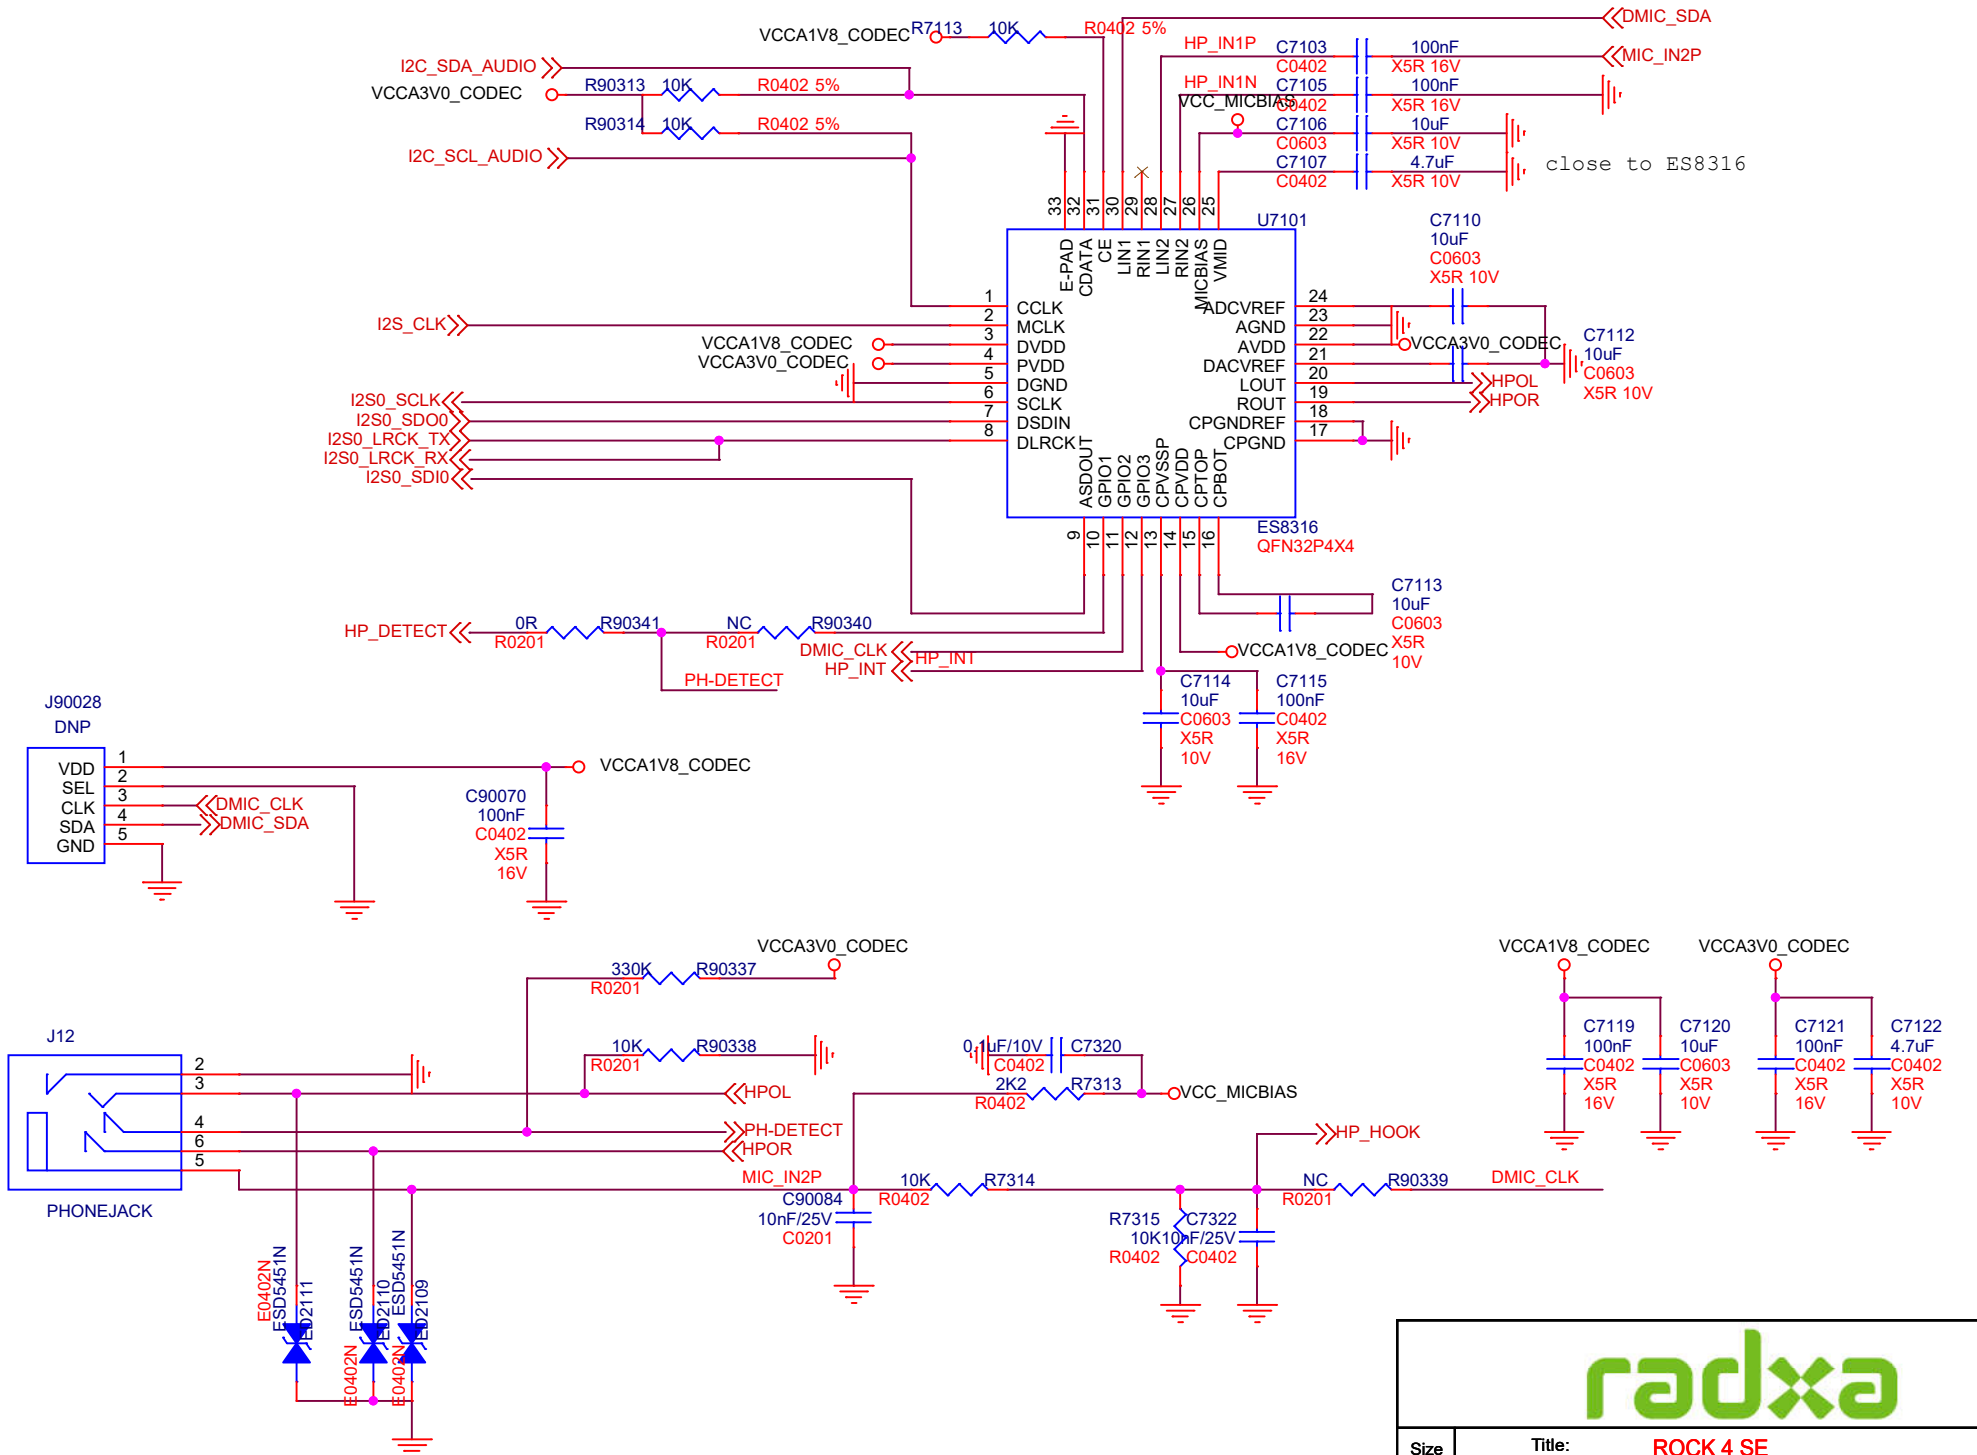 VCCA1V8_CODEC R7113 10K R0402 5%
DMIC_SDA
HP_IN1P C7103 100nF
C0402 X5R 16V
MIC_IN2P
I2C_SDA_AUDIO
VCCA3V0_CODEC
R90313 10K R0402 5%
HP_IN1N C7105 100nF
VCC_MICBIAS C0402 X5R 16V
R90314 10K R0402 5%
C7106 10uF
C0603 X5R 10V
I2C_SCL_AUDIO
C7107 4.7uF
C0402 X5R 10V
close to ES8316
33 32 31 30 29 28 27 26 25
U7101
E-PAD CDATA CE LIN1 RIN1 LIN2 RIN2 MICBIAS VMID
C7110
10uF
C0603
X5R 10V
1 CCLK
2 MCLK
3 DVDD
4 PVDD
5 DGND
6 SCLK
7 DSDIN
8 DLRCK
ADCVREF 24
AGND 23
AVDD 22
DACVREF 21
LOUT 20
ROUT 19
CPGNDREF 18
CPGND 17
I2S_CLK
VCCA1V8_CODEC
VCCA3V0_CODEC
I2S0_SCLK
I2S0_SDO0
I2S0_LRCK_TX
I2S0_LRCK_RX
I2S0_SDI0
VCCA3V0_CODEC
C7112
10uF
C0603
X5R 10V
HPOL
HPOR
ASDOUT GPIO1 GPIO2 GPIO3 CPVSSP CPVDD CPTOP CPBOT
9 10 11 12 13 14 15 16
ES8316
QFN32P4X4
C7113
10uF
C0603
X5R
10V
HP_DETECT 0R R90341 NC R90340
R0201 R0201
DMIC_CLK
HP_INT HP_INT
VCCA1V8_CODEC
PH-DETECT
C7114
10uF
C0603
X5R
10V
C7115
100nF
C0402
X5R
16V
J90028
DNP
VDD 1
SEL 2
CLK 3
SDA 4
GND 5
DMIC_CLK
DMIC_SDA
VCCA1V8_CODEC
C90070
100nF
C0402
X5R
16V
VCCA3V0_CODEC
330K R90337
R0201
VCCA1V8_CODEC VCCA3V0_CODEC
J12
10K R90338
R0201
0.1uF/10V C7320
C0402
2K2 R7313
R0402
VCC_MICBIAS
C7119
100nF
C0402
X5R
16V
C7120
10uF
C0603
X5R
10V
C7121
100nF
C0402
X5R
16V
C7122
4.7uF
C0402
X5R
10V
2
3
4
6
5
HPOL
PH-DETECT
HPOR
HP_HOOK
MIC_IN2P
10K R7314
R0402
NC R90339
R0201
DMIC_CLK
PHONEJACK
C90084
10nF/25V
C0201
R7315
10K
R0402
C7322
10nF/25V
C0402
E0402N
ESD5451N
ED2111
ESD5451N
E0402N
ED2110
ESD5451N
E0402N
ED2109
radxa
Size Title: ROCK 4 SE